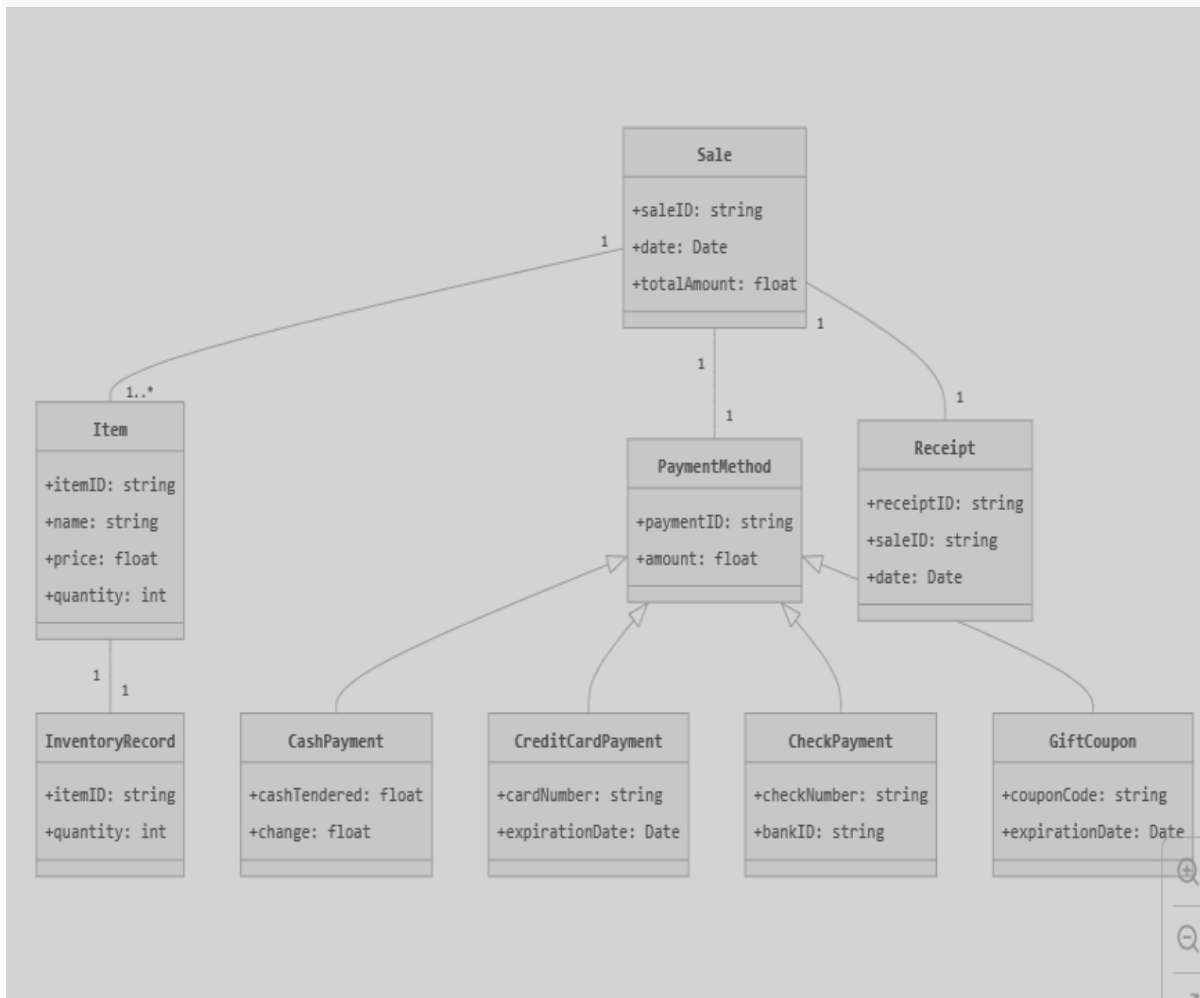 Sale
+saleID: string
+date: Date
+totalAmount: float
1
1
1
1
1
1..*
Item
+itemID: string
+name: string
+price: float
+quantity: int
PaymentMethod
+paymentID: string
+amount: float
Receipt
+receiptID: string
+saleID: string
+date: Date
1
1
InventoryRecord
+itemID: string
+quantity: int
CashPayment
+cashTendered: float
+change: float
CreditCardPayment
+cardNumber: string
+expirationDate: Date
CheckPayment
+checkNumber: string
+bankID: string
GiftCoupon
+couponCode: string
+expirationDate: Date